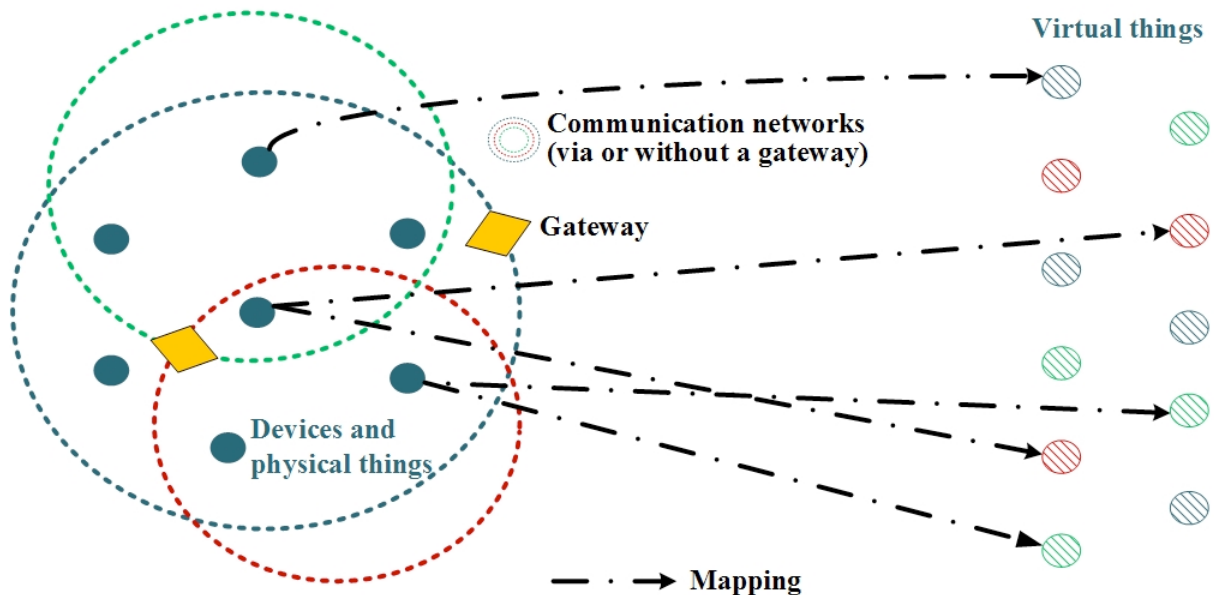 Virtual things
Communication networks
(via or without a gateway)
Gateway
Devices and
physical things
Mapping